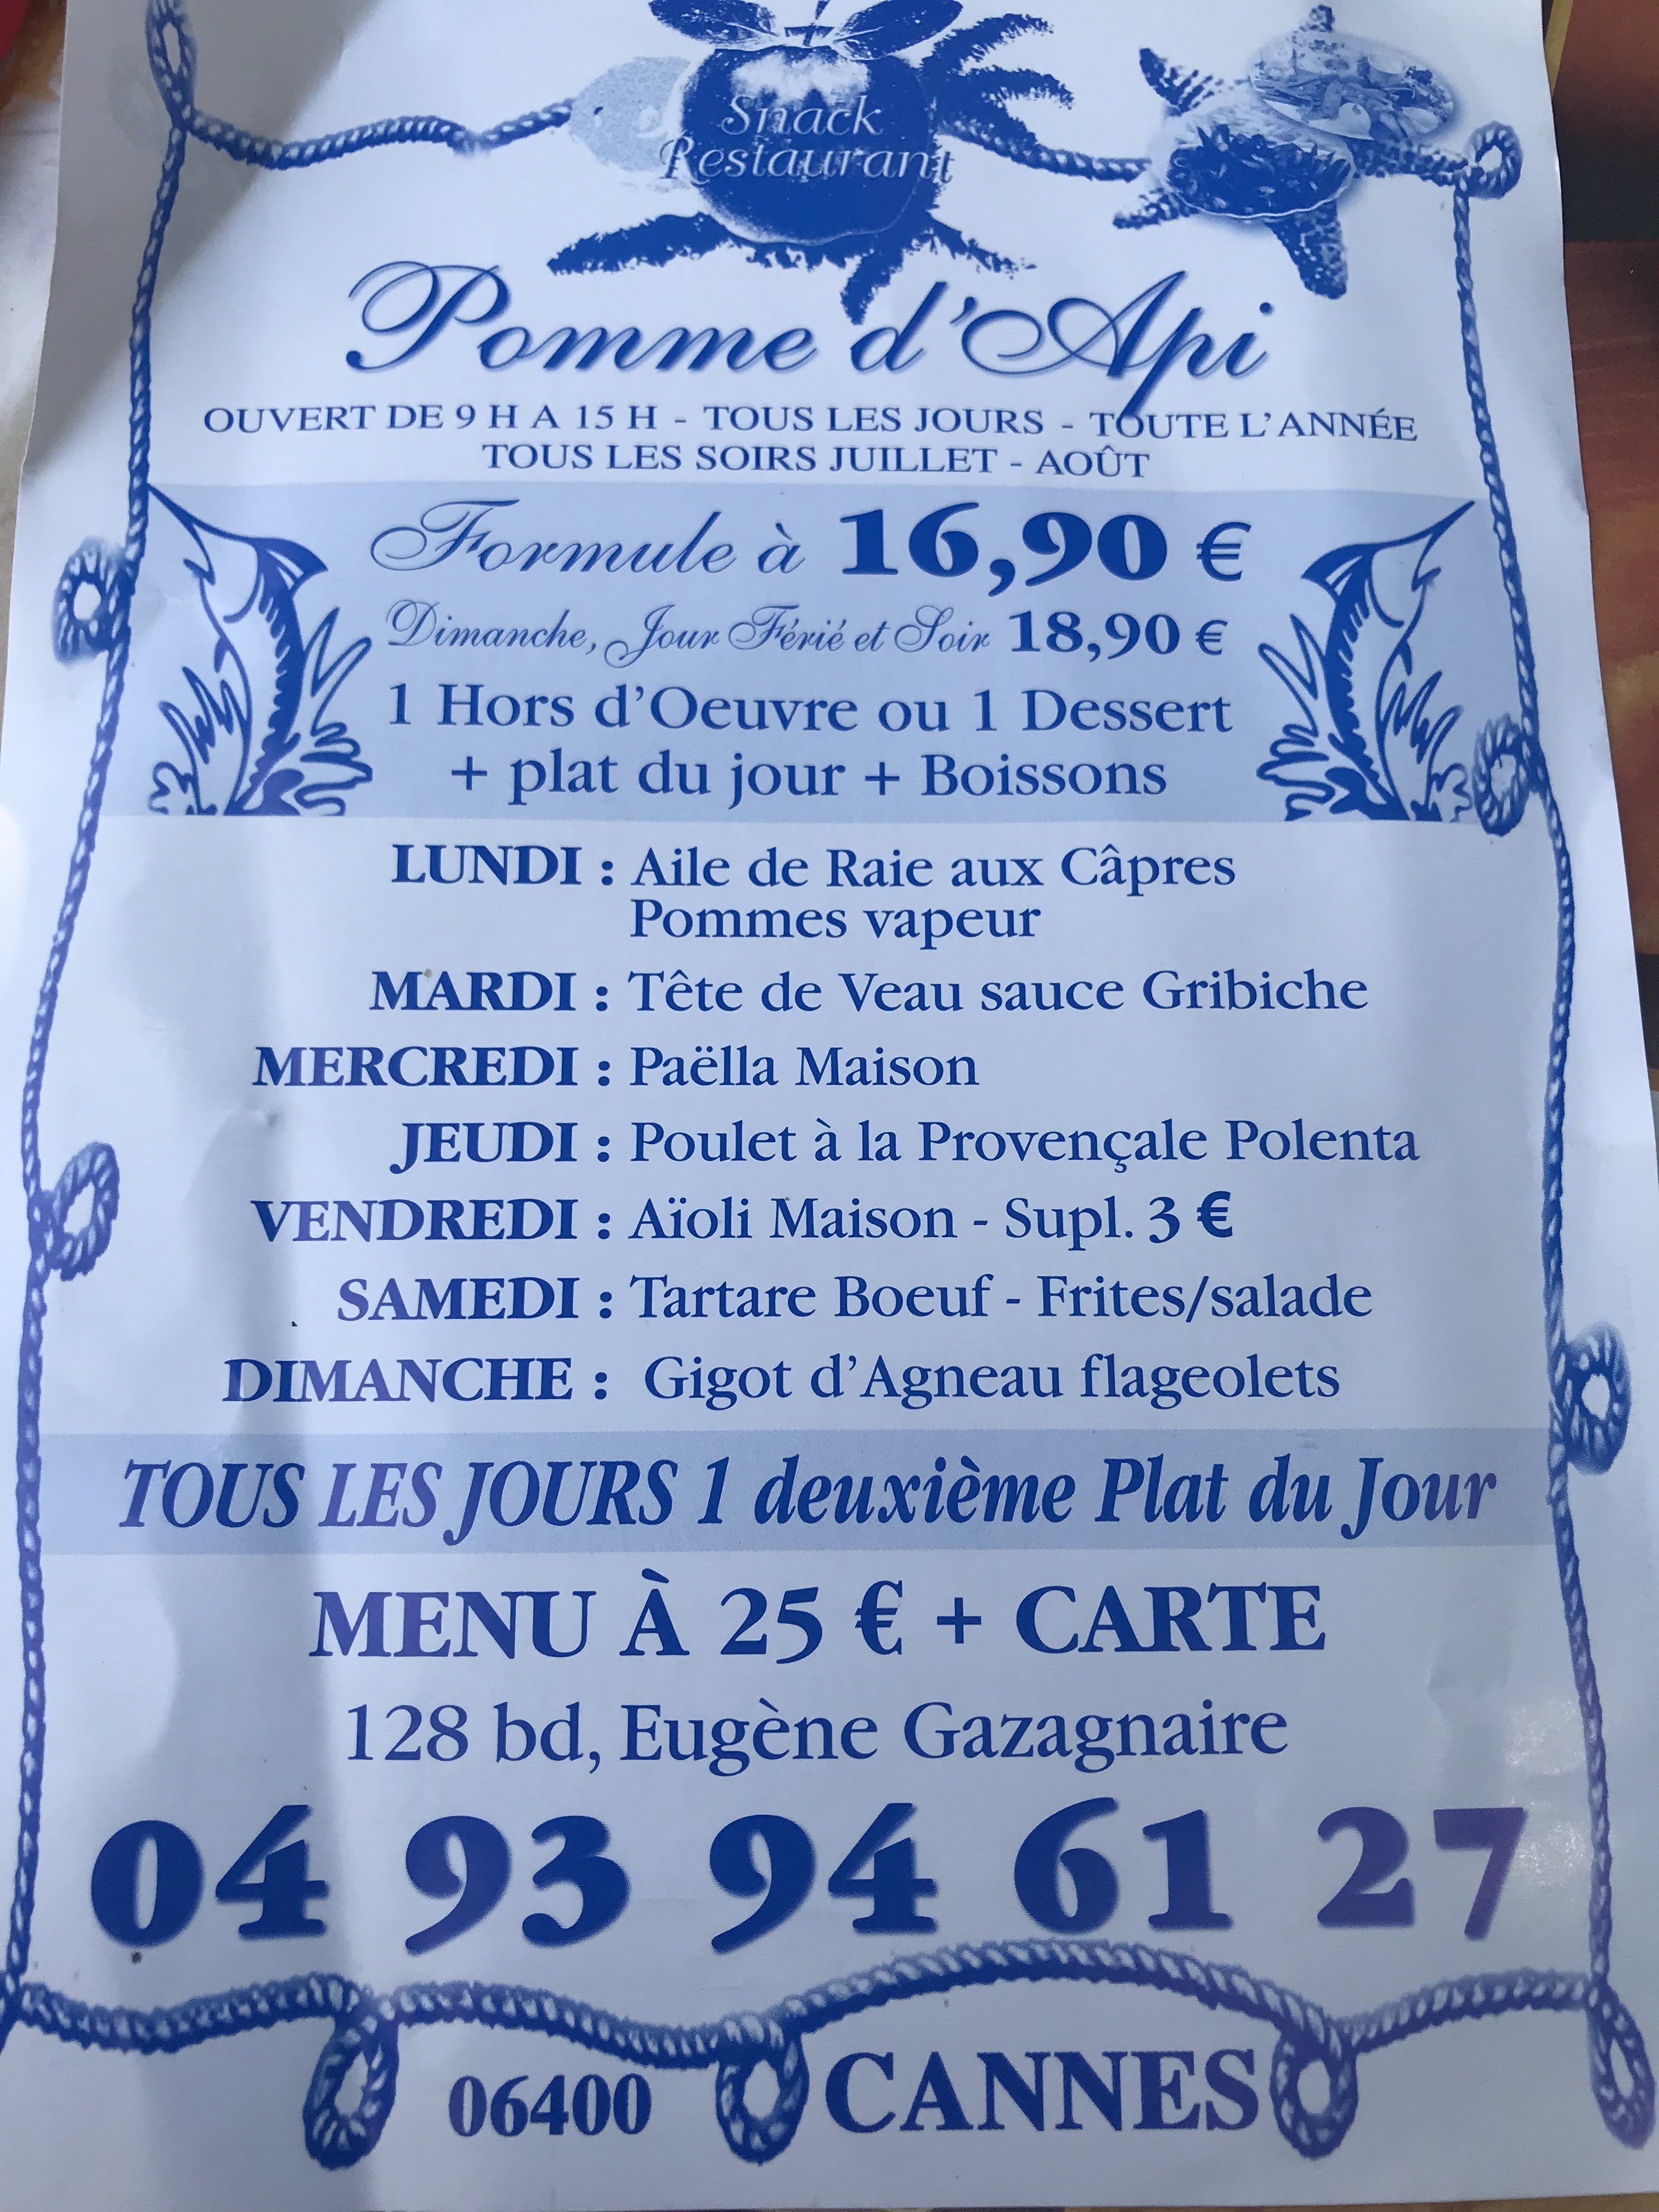 Snack
Restaurant
Pomme d'Api
OUVERT DE 9 H A 15 H - TOUS LES JOURS - TOUTE L'ANNÉE
TOUS LES SOIRS JUILLET - AOÛT
Formule à 16,90 €
Dimanche, Jour Férié et Soir 18,90 €
1 Hors d'Oeuvre ou 1 Dessert
+ plat du jour + Boissons
LUNDI : Aile de Raie aux Câpres
Pommes vapeur
MARDI : Tête de Veau sauce Gribiche
MERCREDI : Paëlla Maison
JEUDI : Poulet à la Provençale Polenta
VENDREDI : Aïoli Maison - Supl. 3 €
SAMEDI : Tartare Boeuf - Frites/salade
DIMANCHE : Gigot d'Agneau flageolets
TOUS LES JOURS 1 deuxième Plat du Jour
MENU À 25 € + CARTE
128 bd, Eugène Gazagnaire
04 93 94 61 27
06400 CANNES